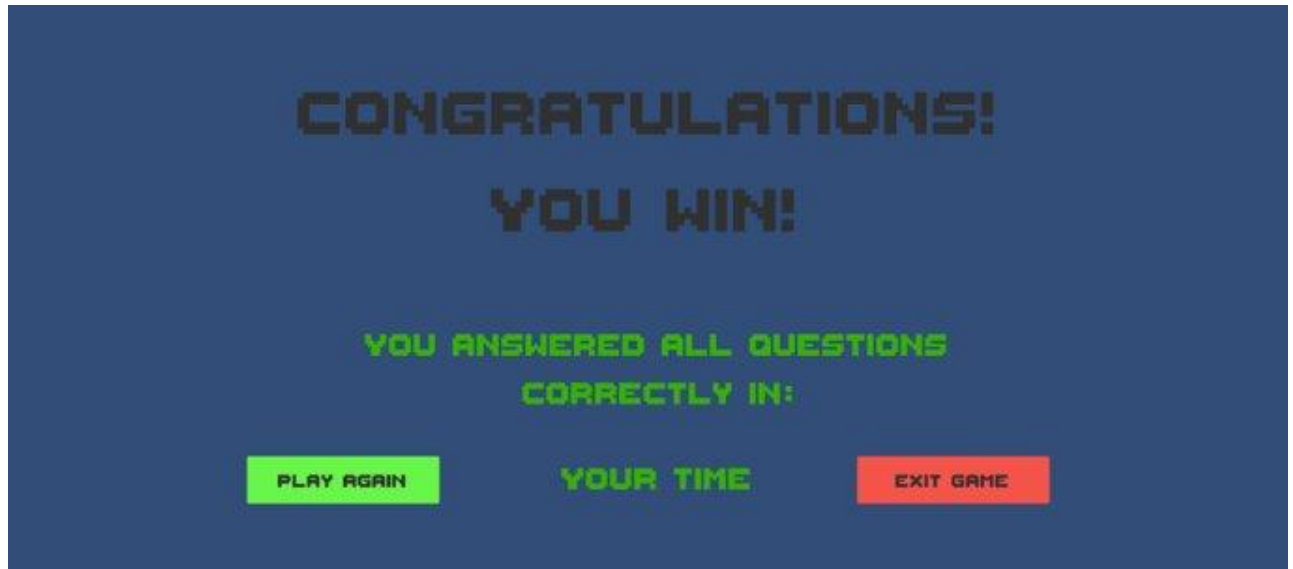 CONGRATULATIONS!
YOU WIN!
YOU ANSWERED ALL QUESTIONS
CORRECTLY IN:
PLAY AGAIN
YOUR TIME
EXIT GAME